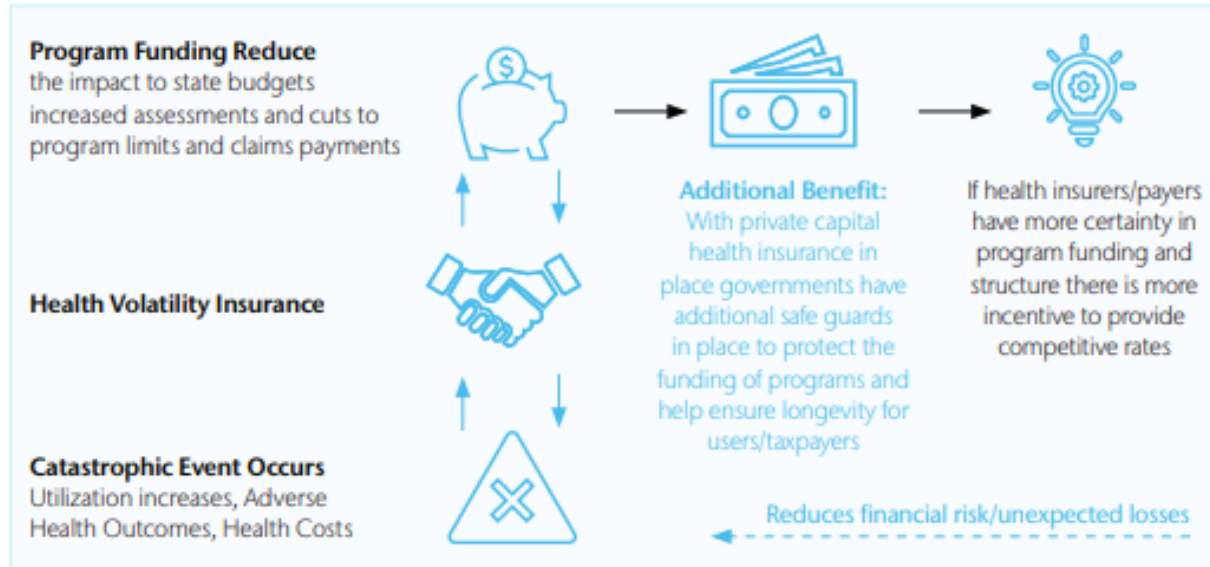 Program Funding Reduce
the impact to state budgets
increased assessments and cuts to
program limits and claims payments
$
Additional Benefit:
With private capital
health insurance in
place governments have
additional safe guards
in place to protect the
funding of programs and
help ensure longevity for
users/taxpayers
If health insurers/payers
have more certainty in
program funding and
structure there is more
incentive to provide
competitive rates
Health Volatility Insurance
Catastrophic Event Occurs
Utilization increases, Adverse
Health Outcomes, Health Costs
Reduces financial risk/unexpected losses